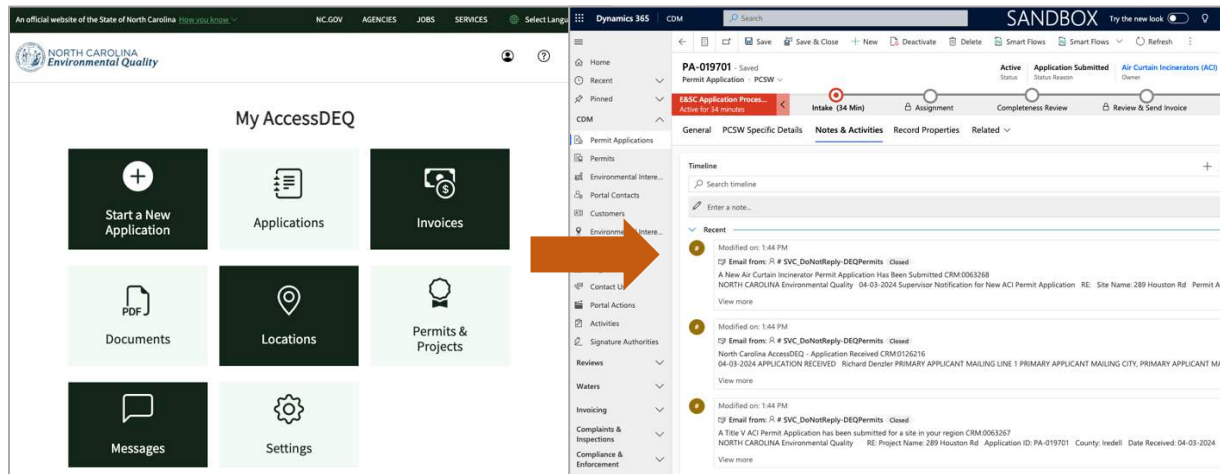 An official website of the State of North Carolina How you know
NC.GOV AGENCIES JOBS SERVICES Select Langu
NORTH CAROLINA
Environmental Quality
My AccessDEQ
Start a New
Application
Applications
Invoices
PDF
Documents
Locations
Permits &
Projects
Messages
Settings
Dynamics 365 CDM Search SANDBOX Try the new look
Save Save & Close + New Deactivate Delete Smart Flows Smart Flows Refresh
Home
Recent
Pinned
CDM
Permit Applications
Permits
Environmental Intere...
Portal Contacts
Customers
Contact Us
Portal Actions
Activities
Signature Authorities
Reviews
Waters
Invoicing
Complaints &
Inspections
Compliance &
Enforcement
PA-019701 - Saved
Permit Application · PCSW
Active Application Submitted Air Curtain Incinerators (ACI)
Status Status Reason Owner
E&SC Application Proces...
Active for 34 minutes
Intake (34 Min) Assignment Completeness Review Review & Send Invoice
General PCSW Specific Details Notes & Activities Record Properties Related
Timeline
Search timeline
Enter a note...
Recent
Modified on: 1:44 PM
Email from: # SVC_DoNotReply-DEQPermits Closed
A New Air Curtain Incinerator Permit Application Has Been Submitted CRM:0063268
NORTH CAROLINA Environmental Quality 04-03-2024 Supervisor Notification for New ACI Permit Application RE: Site Name: 289 Houston Rd Permit A
View more
Modified on: 1:44 PM
Email from: # SVC_DoNotReply-DEQPermits Closed
North Carolina AccessDEQ - Application Received CRM:0126216
04-03-2024 APPLICATION RECEIVED Richard Denzler PRIMARY APPLICANT MAILING LINE 1 PRIMARY APPLICANT MAILING CITY, PRIMARY APPLICANT MA
View more
Modified on: 1:44 PM
Email from: # SVC_DoNotReply-DEQPermits Closed
A Title V ACI Permit Application has been submitted for a site in your region CRM:0063267
NORTH CAROLINA Environmental Quality RE: Project Name: 289 Houston Rd Application ID: PA-019701 County: Iredell Date Received: 04-03-2024
View more